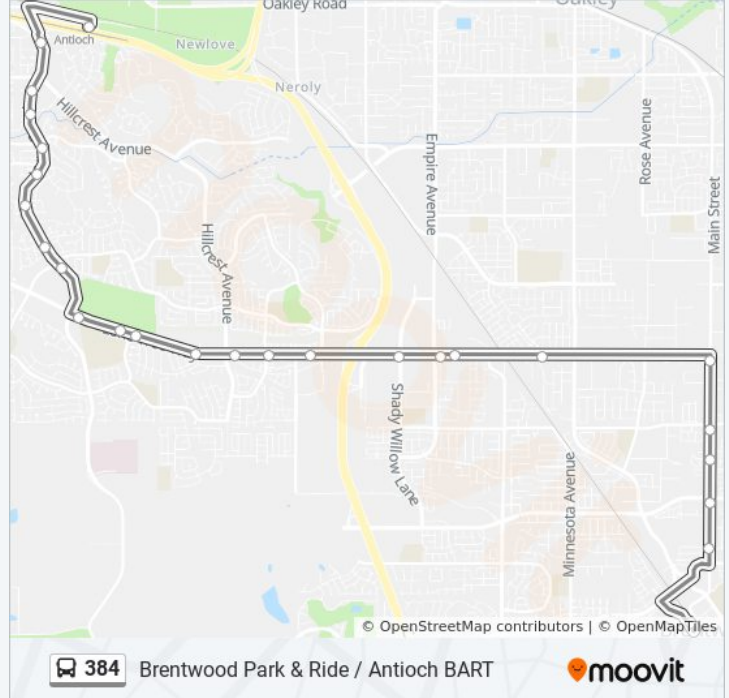 Oakley Road
Oakley
Antioch
Newlove
Neroly
Hillcrest Avenue
Empire Avenue
Rose Avenue
Main Street
Hillcrest Avenue
Shady Willow Lane
Minnesota Avenue
© OpenStreetMap contributors | © OpenMapTiles
384 Brentwood Park & Ride / Antioch BART
moovit